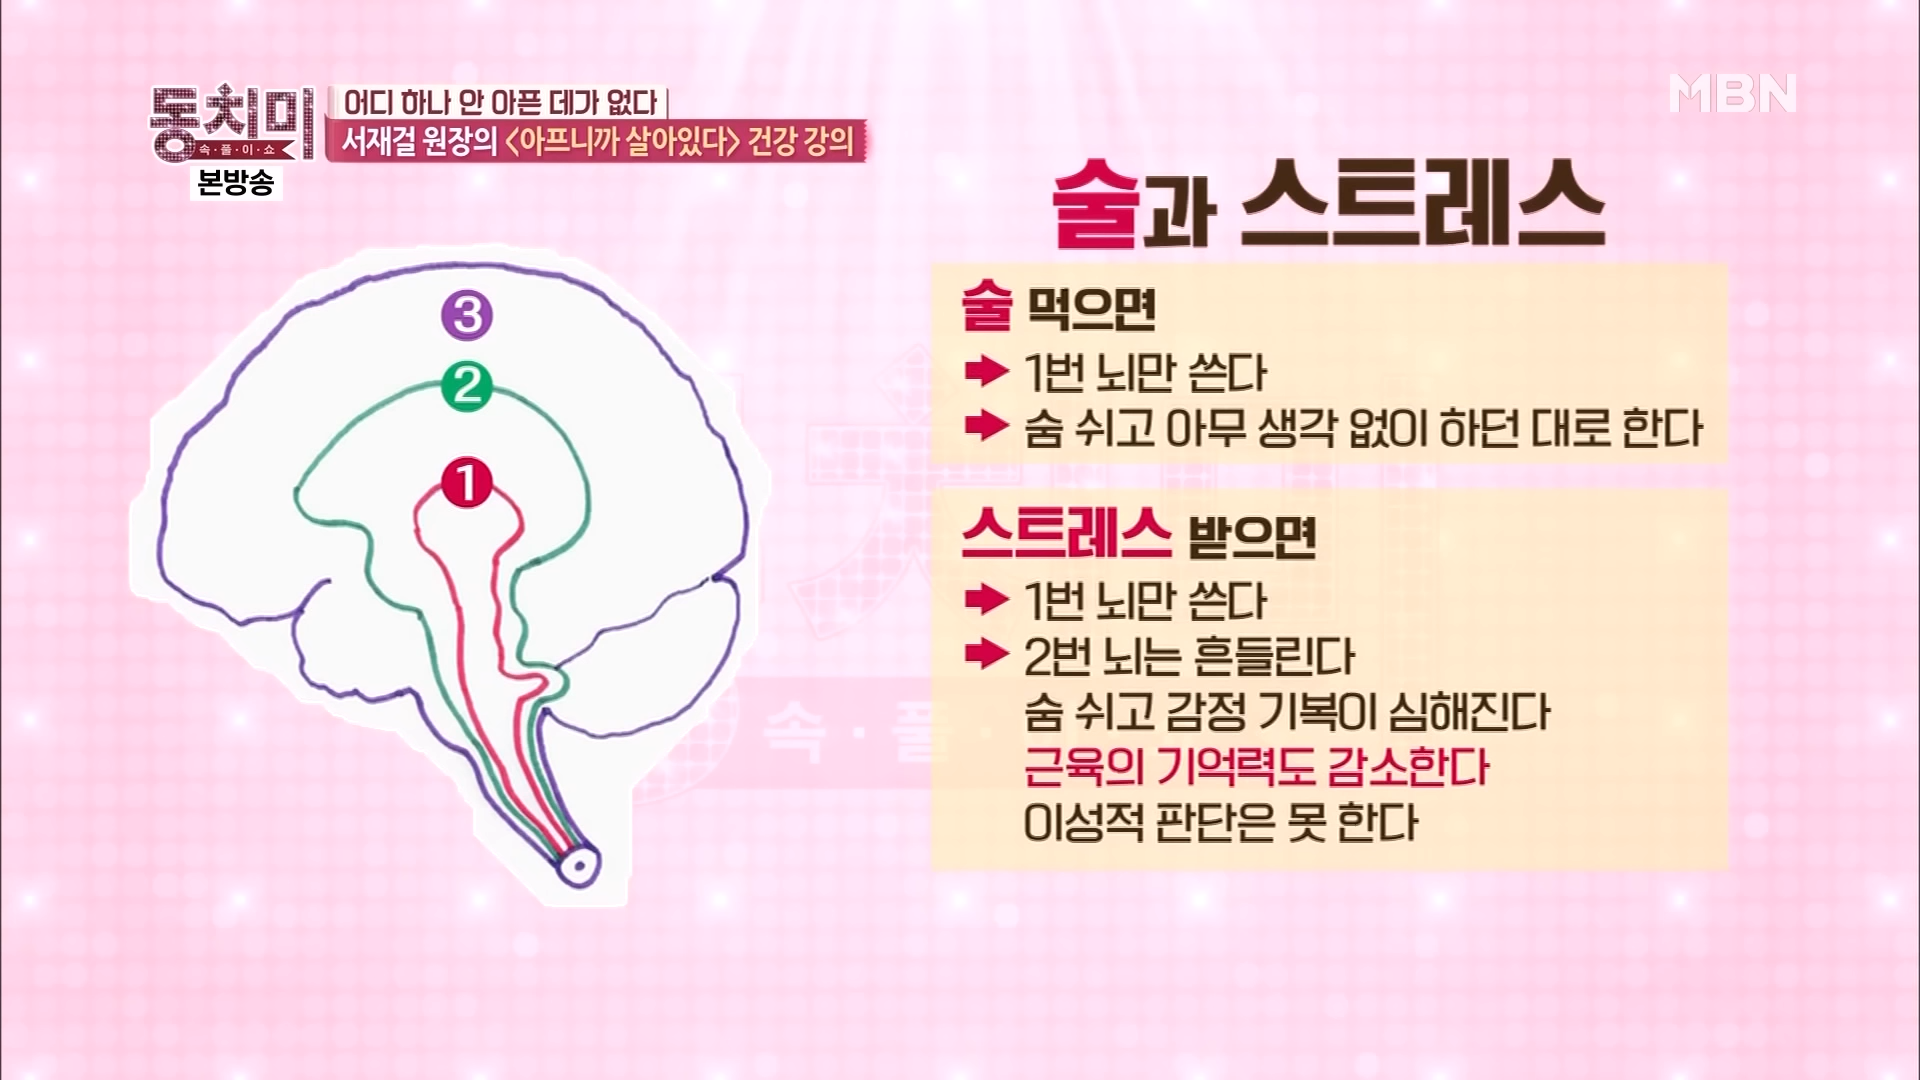 동치미
속·풀·이·쇼
본방송
어디 하나 안 아픈 데가 없다
서재걸 원장의 <아프니까 살아있다> 건강 강의
MBN
3
2
1
술과 스트레스
술 먹으면
➡ 1번 뇌만 쓴다
➡ 숨 쉬고 아무 생각 없이 하던 대로 한다
스트레스 받으면
➡ 1번 뇌만 쓴다
➡ 2번 뇌는 흔들린다
숨 쉬고 감정 기복이 심해진다
근육의 기억력도 감소한다
이성적 판단은 못 한다
속·풀·